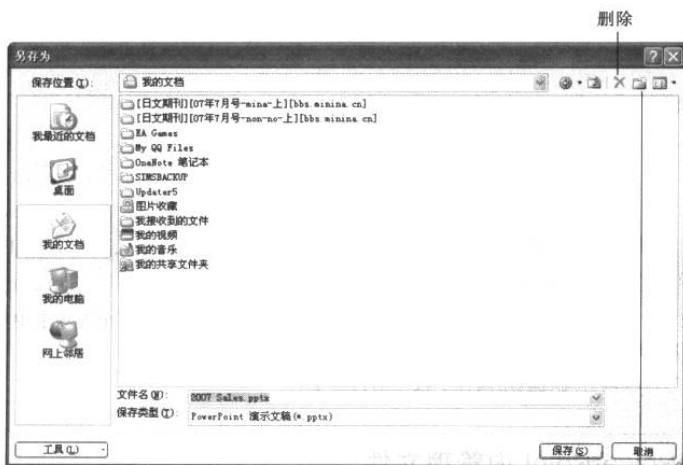 删除
另存为
保存位置(I):
我的文档
[日文期刊][07年7月号-mina-上][bbs.minina.cn]
[日文期刊][07年7月号-non-no-上][bbs.minina.cn]
EA Games
My QQ Files
OneNote 笔记本
SIMSBACKUP
Updater5
图片收藏
我接收到的文件
我的视频
我的音乐
我的共享文件夹
我最近的文档
桌面
我的文档
我的电脑
网上邻居
文件名(N):
2007 Sales.pptx
保存类型(T):
PowerPoint 演示文稿(*.pptx)
工具(L)
保存(S)
取消